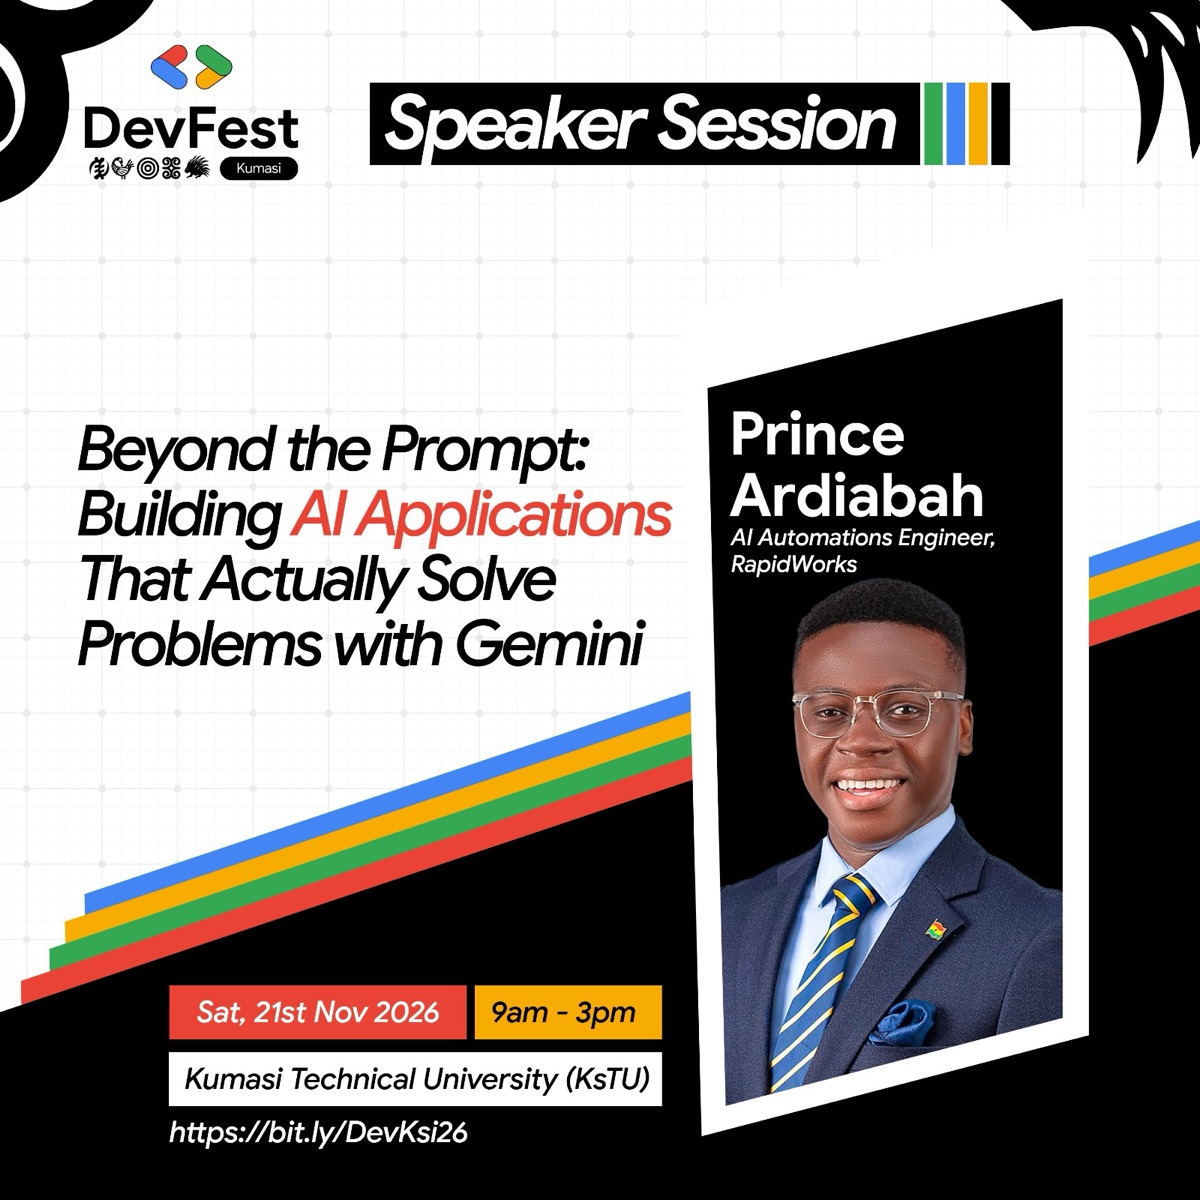 DevFest
Kumasi
Speaker Session
Beyond the Prompt:
Building AI Applications
That Actually Solve
Problems with Gemini
Prince
Ardiabah
AI Automations Engineer,
RapidWorks
Sat, 21st Nov 2026
9am - 3pm
Kumasi Technical University (KsTU)
https://bit.ly/DevKsi26